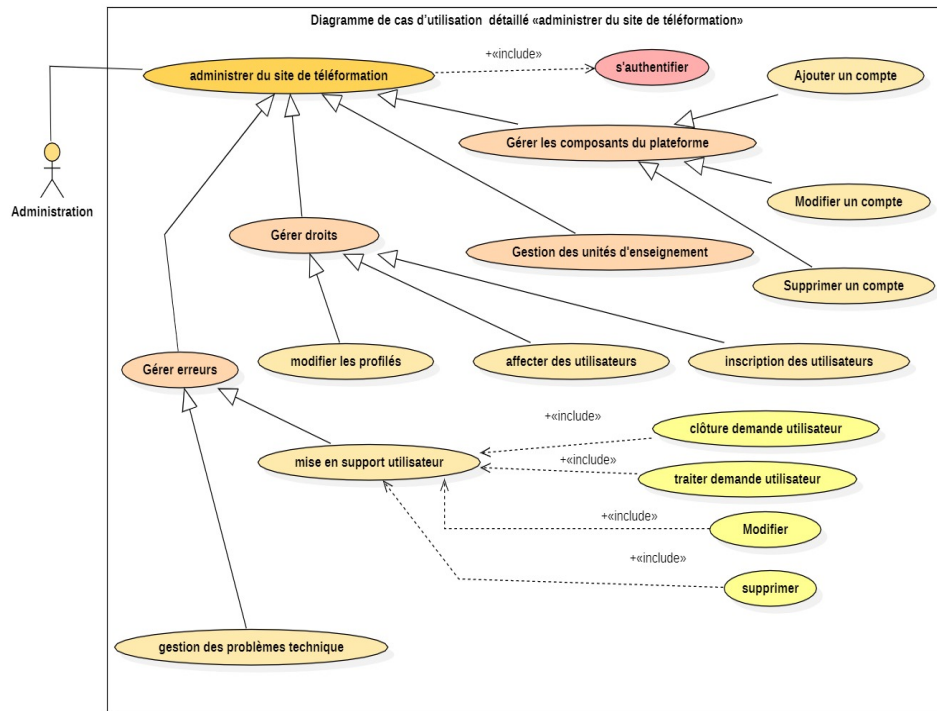 Diagramme de cas d'utilisation détaillé «administrer du site de téléformation»
administrer du site de téléformation
+«include»
s'authentifier
Ajouter un compte
Gérer les composants du plateforme
Administration
Modifier un compte
Gérer droits
Gestion des unités d'enseignement
Supprimer un compte
Gérer erreurs
modifier les profilés
affecter des utilisateurs
inscription des utilisateurs
+«include»
clôture demande utilisateur
mise en support utilisateur
+«include»
traiter demande utilisateur
+«include»
Modifier
+«include»
supprimer
gestion des problèmes technique